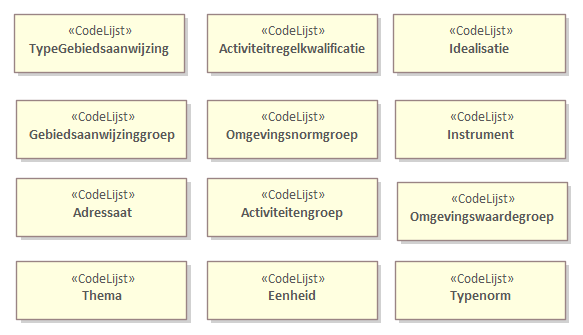 «CodeLijst»
TypeGebiedsaanwijzing
«CodeLijst»
Activiteitregelkwalificatie
«CodeLijst»
Idealisatie
«CodeLijst»
Gebiedsaanwijzinggroep
«CodeLijst»
Omgevingsnormgroep
«CodeLijst»
Instrument
«CodeLijst»
Adressaat
«CodeLijst»
Activiteitengroep
«CodeLijst»
Omgevingswaardegroep
«CodeLijst»
Thema
«CodeLijst»
Eenheid
«CodeLijst»
Typenorm